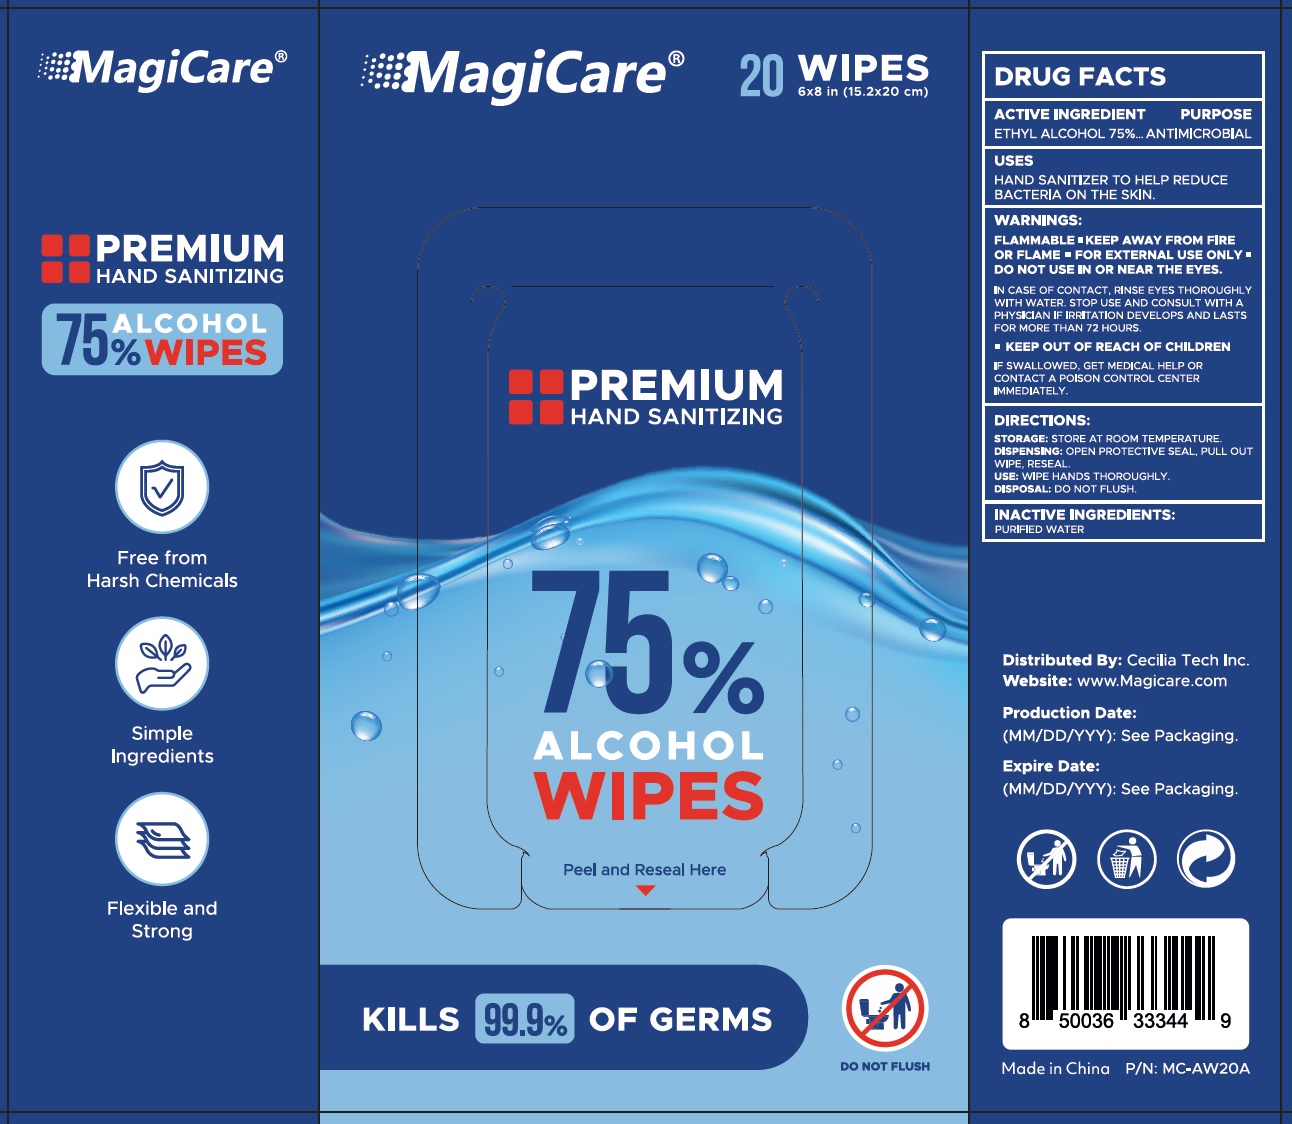 MagiCare®
PREMIUM
HAND SANITIZING
75% ALCOHOL
WIPES
Free from
Harsh Chemicals
Simple
Ingredients
Flexible and
Strong
MagiCare®
20 WIPES
6x8 in (15.2x20 cm)
PREMIUM
HAND SANITIZING
75%
ALCOHOL
WIPES
Peel and Reseal Here
KILLS 99.9% OF GERMS
DO NOT FLUSH
DRUG FACTS
ACTIVE INGREDIENT PURPOSE
ETHYL ALCOHOL 75%... ANTIMICROBIAL
USES
HAND SANITIZER TO HELP REDUCE
BACTERIA ON THE SKIN.
WARNINGS:
FLAMMABLE ▪ KEEP AWAY FROM FIRE
OR FLAME ▪ FOR EXTERNAL USE ONLY ▪
DO NOT USE IN OR NEAR THE EYES.
IN CASE OF CONTACT, RINSE EYES THOROUGHLY
WITH WATER. STOP USE AND CONSULT WITH A
PHYSICIAN IF IRRITATION DEVELOPS AND LASTS
FOR MORE THAN 72 HOURS.
▪ KEEP OUT OF REACH OF CHILDREN
IF SWALLOWED, GET MEDICAL HELP OR
CONTACT A POISON CONTROL CENTER
IMMEDIATELY.
DIRECTIONS:
STORAGE: STORE AT ROOM TEMPERATURE.
DISPENSING: OPEN PROTECTIVE SEAL, PULL OUT
WIPE, RESEAL.
USE: WIPE HANDS THOROUGHLY.
DISPOSAL: DO NOT FLUSH.
INACTIVE INGREDIENTS:
PURIFIED WATER
Distributed By: Cecilia Tech Inc.
Website: www.Magicare.com
Production Date:
(MM/DD/YYY): See Packaging.
Expire Date:
(MM/DD/YYY): See Packaging.
8 50036 33344 9
Made in China P/N: MC-AW20A